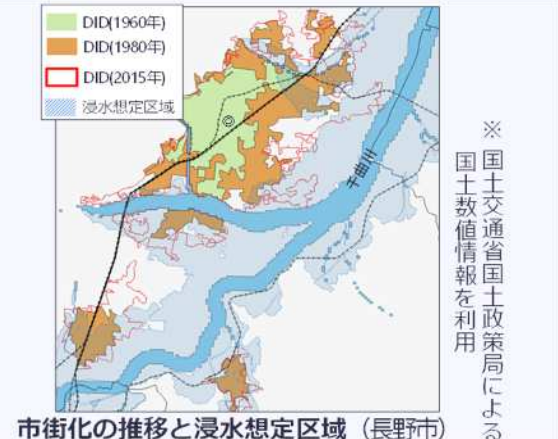 DID(1960年)
DID(1980年)
DID(2015年)
浸水想定区域
千曲川
※国土交通省国土政策局による
国土数値情報を利用
市街化の推移と浸水想定区域（長野市）